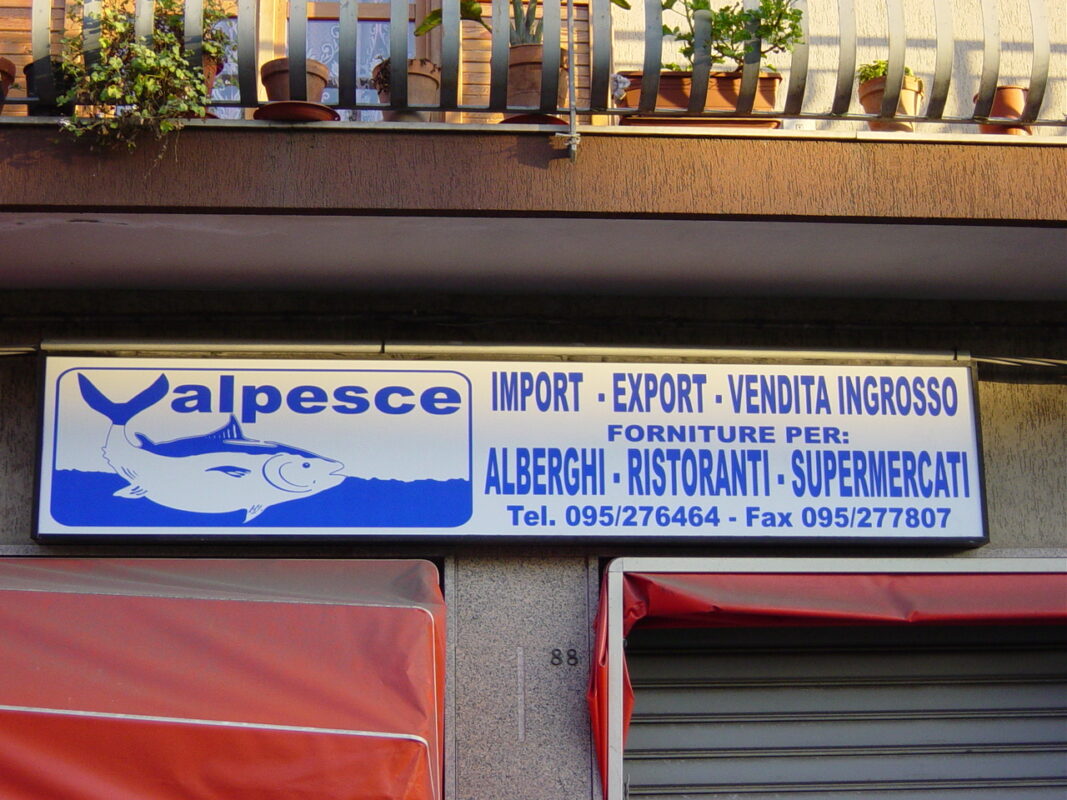 Valpesce
IMPORT - EXPORT - VENDITA INGROSSO
FORNITURE PER:
ALBERGHI - RISTORANTI - SUPERMERCATI
Tel. 095/276464 - Fax 095/277807
88